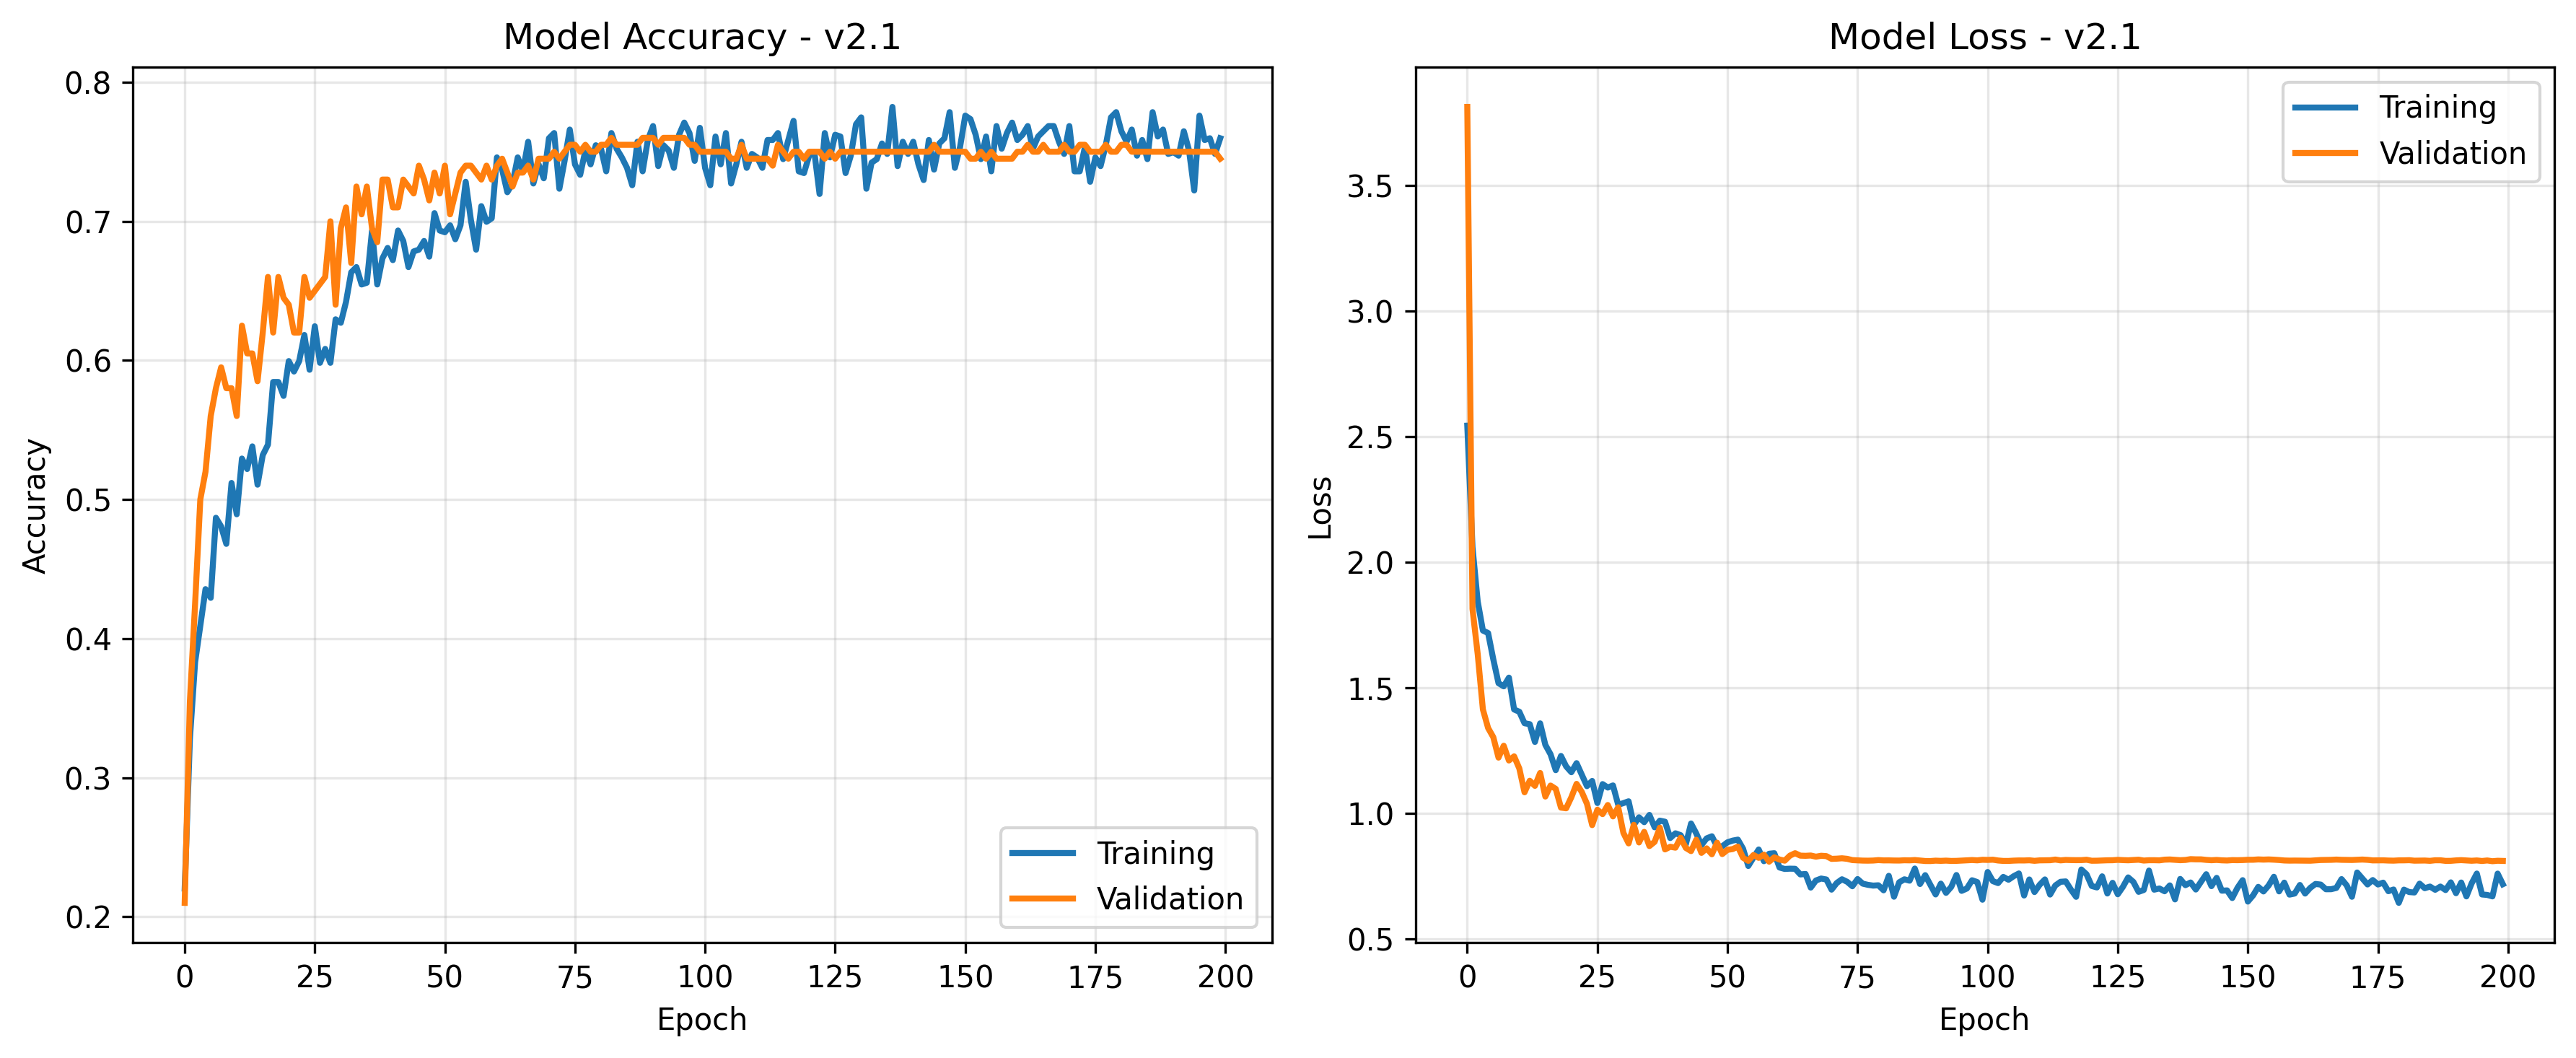 Model Accuracy - v2.1
Accuracy
0.8
0.7
0.6
0.5
0.4
0.3
0.2
0 25 50 75 100 125 150 175 200
Epoch
Training
Validation
Model Loss - v2.1
Loss
3.5
3.0
2.5
2.0
1.5
1.0
0.5
0 25 50 75 100 125 150 175 200
Epoch
Training
Validation